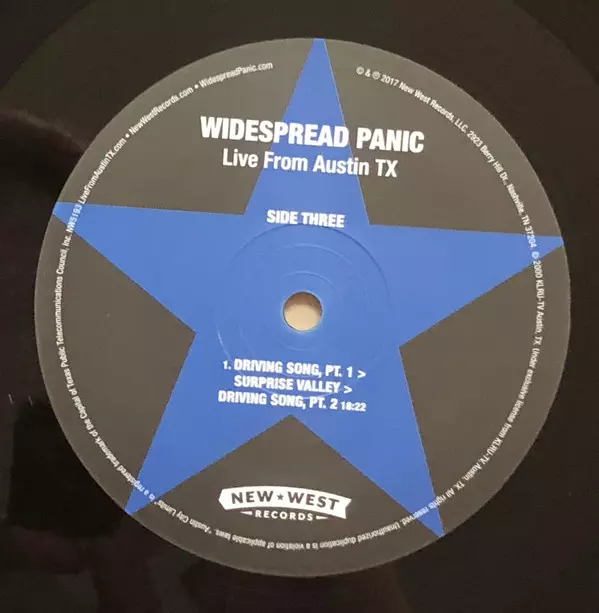 WIDESPREAD PANIC
Live From Austin TX
SIDE THREE
1. DRIVING SONG, PT. 1 >
SURPRISE VALLEY >
DRIVING SONG, PT. 2 18:22
NEW ★ WEST
RECORDS
© & ℗ 2017 New West Records, LLC, 2923 Berry Hill Dr., Nashville, TN 37204. © 2000 KLRU-TV Austin, TX. Under exclusive license from KLRU-TV, Austin, TX. All rights reserved. Unauthorized duplication is a violation of applicable laws. "Austin City Limits" is a registered trademark of the Capital of Texas Public Telecommunications Council, Inc. LiveFromAustinTX.com • NewWestRecords.com • WidespreadPanic.com